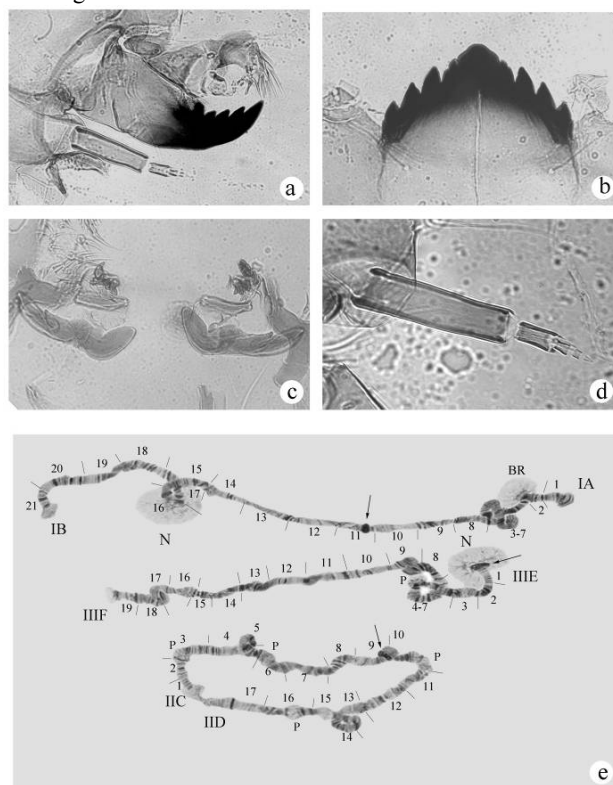 a
b
c
d
18
20 19 15 14 BR 1 IA
16 17 2
21 13 12 11 10 9 8 3-7
IB N N
17 16 13 12 11 10 9 8 P 1 IIIE
IIIF 19 18 15 14 4-7 3 2
5
P 3 4 P 8 9 10
2 6 7 P
1 11
IIC 17 16 15 13 12
IID P 14
e